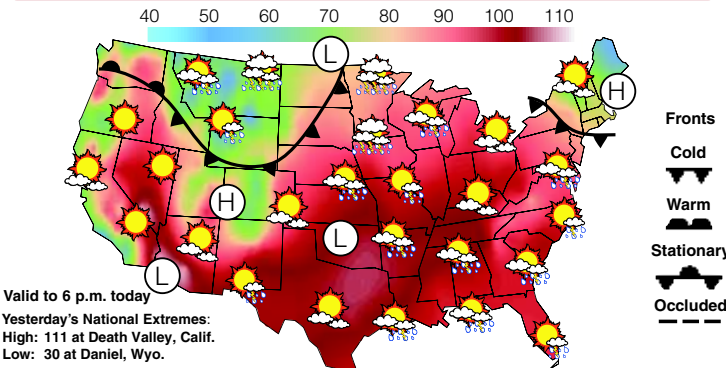 40 50 60 70 80 90 100 110
L
H
Fronts
Cold
Warm
Stationary
Occluded
H
L
L
Valid to 6 p.m. today
Yesterday's National Extremes:
High: 111 at Death Valley, Calif.
Low: 30 at Daniel, Wyo.